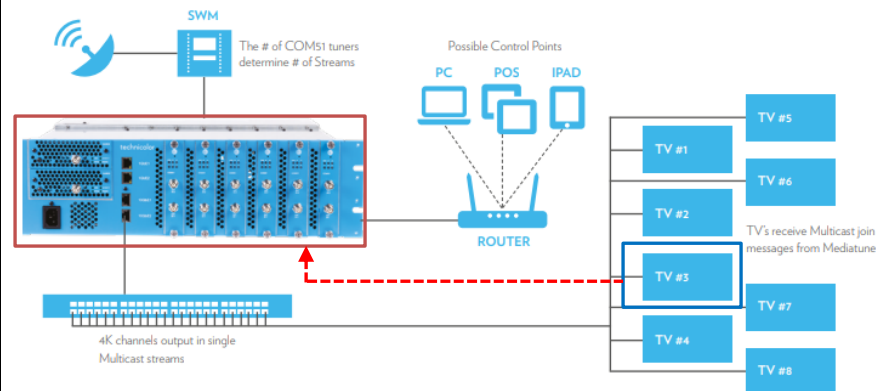 SWM
The # of COM51 tuners
determine # of Streams
Possible Control Points
PC
POS
IPAD
technicolor
ROUTER
TV #5
TV #1
TV #6
TV #2
TV's receive Multicast join
messages from Mediatune
TV #3
TV #7
TV #4
TV #8
4K channels output in single
Multicast streams